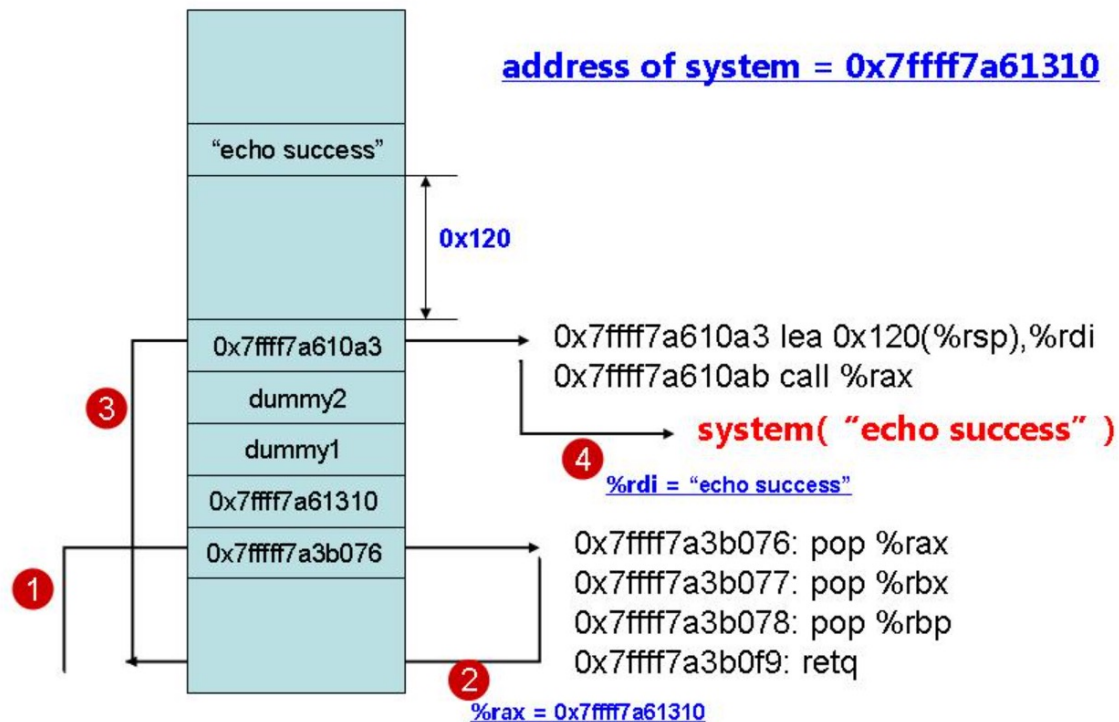 address of system = 0x7ffff7a61310
“echo success”
0x120
0x7ffff7a610a3
dummy2
dummy1
0x7ffff7a61310
0x7fffff7a3b076
0x7ffff7a610a3 lea 0x120(%rsp),%rdi
0x7ffff7a610ab call %rax
3
system( “echo success” )
4
%rdi = “echo success”
1
0x7ffff7a3b076: pop %rax
0x7ffff7a3b077: pop %rbx
0x7ffff7a3b078: pop %rbp
0x7ffff7a3b0f9: retq
2
%rax = 0x7ffff7a61310